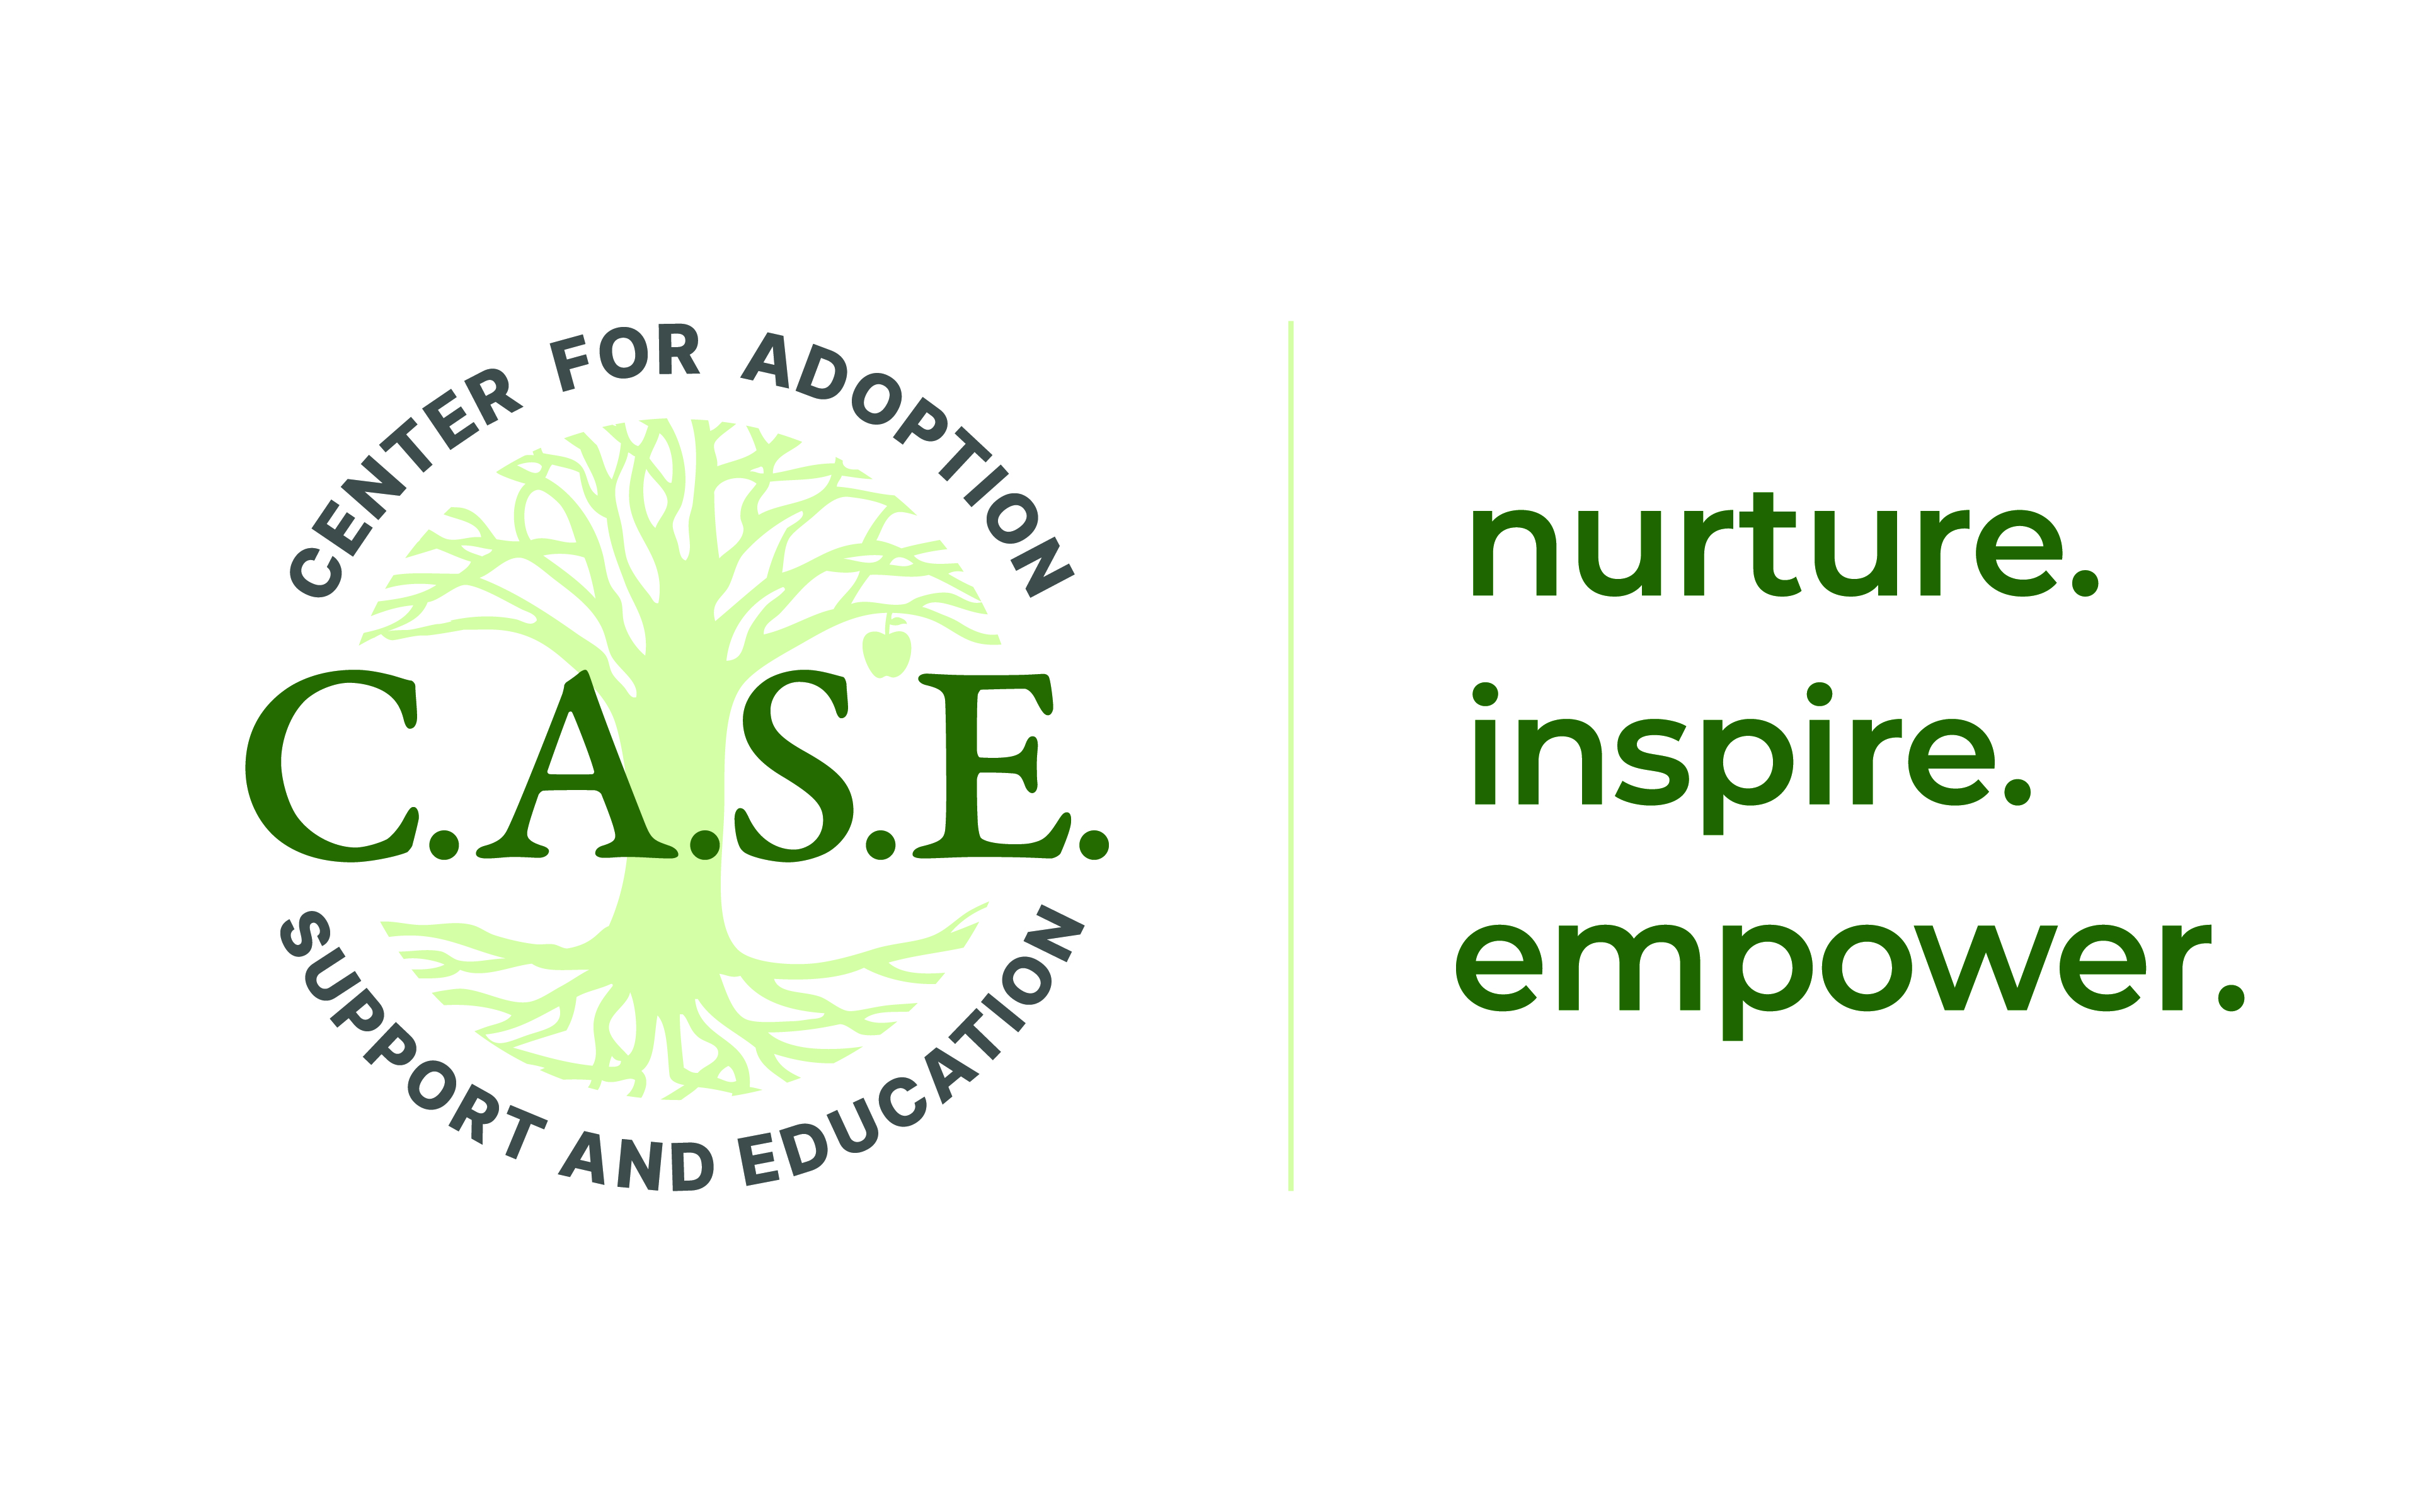 CENTER FOR ADOPTION
C.A.S.E.
SUPPORT AND EDUCATION
nurture.
inspire.
empower.